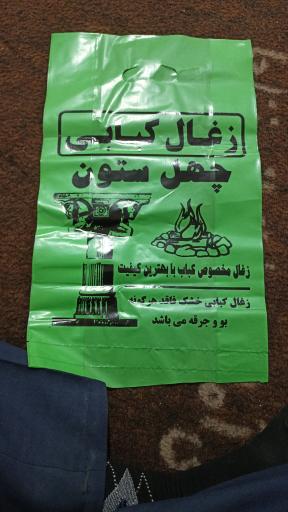 زغال کبابی
چهل ستون
زغال مخصوص کباب با بهترین کیفیت
زغال کبابی خشک فاقد هرگونه
بو و جرقه می باشد